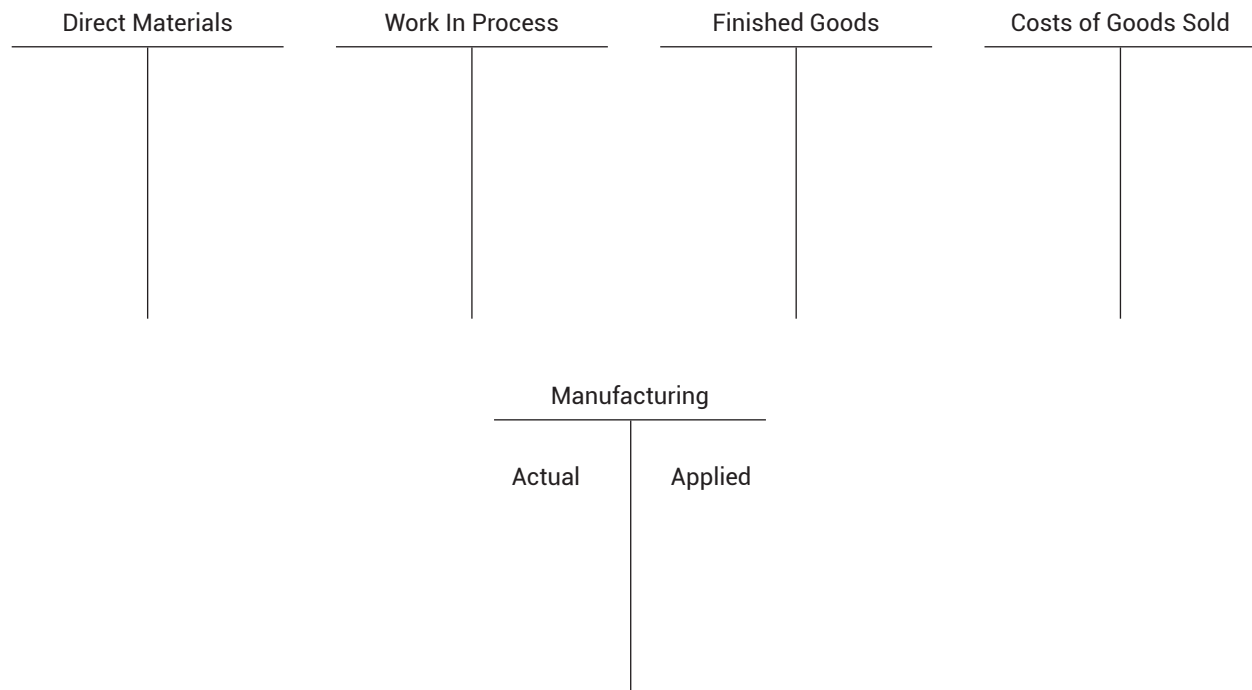 Direct Materials
Work In Process
Finished Goods
Costs of Goods Sold
Manufacturing
Actual
Applied